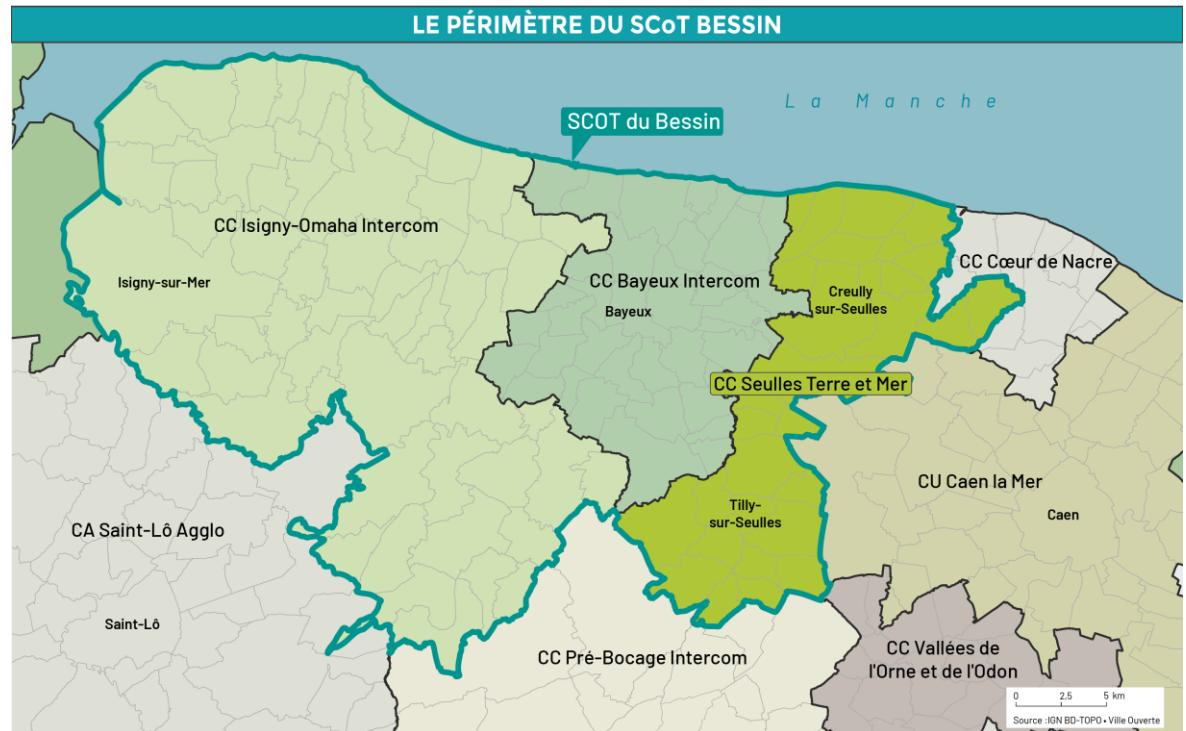 LE PÉRIMÈTRE DU SCoT BESSIN
La Manche
SCOT du Bessin
CC Isigny-Omaha Intercom
CC Cœur de Nacre
Isigny-sur-Mer
CC Bayeux Intercom
Bayeux
Creully
sur-Seulles
CC Seulles Terre et Mer
CU Caen la Mer
Caen
Tilly-
sur-Seulles
CA Saint-Lô Agglo
Saint-Lô
CC Pré-Bocage Intercom
CC Vallées de
l'Orne et de l'Odon
0 2,5 5 km
Source :IGN BD-TOPO • Ville Ouverte